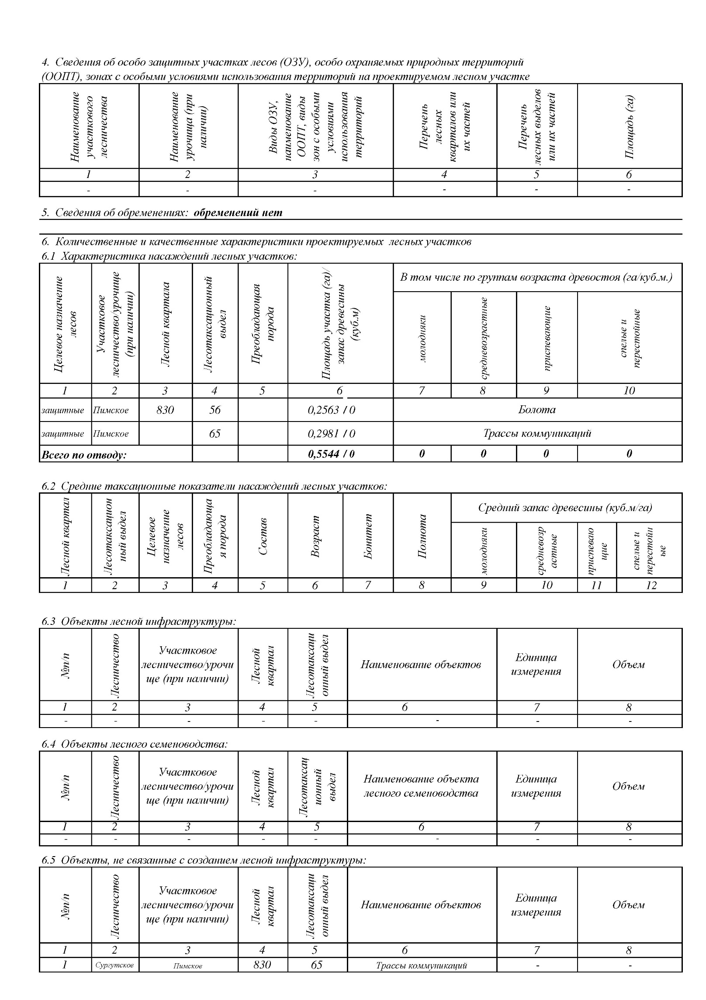 4. Сведения об особо защитных участках лесов (ОЗУ), особо охраняемых природных территорий
(ООПТ), зонах с особыми условиями использования территорий на проектируемом лесном участке
Наименование
участкового
лесничества
Наименование
урочища (при
наличии)
Виды ОЗУ,
наименование
ООПТ, виды
зон с особыми
условиями
использования
территорий
Перечень
лесных
кварталов или
их частей
Перечень
лесных выделов
или их частей
Площадь (га)
1 2 3 4 5 6
- - - - - -
5. Сведения об обременениях: обременений нет
6. Количественные и качественные характеристики проектируемых лесных участков
6.1 Характеристика насаждений лесных участков:
Целевое назначение
лесов
Участковое
лесничество/урочище
(при наличии)
Лесной квартала
Лесотаксационный
выдел
Преобладающая
порода
Площадь участка (га)/
запас древесины
(куб.м)
В том числе по группам возраста древостоя (га/куб.м.)
молодняки
средневозрастные
приспевающие
спелые и
перестойные
1 2 3 4 5 6 7 8 9 10
защитные Пимское 830 56 0,2563 / 0 Болота
защитные Пимское 65 0,2981 / 0 Трассы коммуникаций
Всего по отводу: 0,5544 / 0 0 0 0 0
6.2 Средние таксационные показатели насаждений лесных участков:
Лесной квартал
Лесотаксацион
ный выдел
Целевое
назначение
лесов
Преобладающа
я порода
Состав
Возраст
Бонитет
Полнота
Средний запас древесины (куб.м/га)
молодняки
средневозр
астные
приспеваю
щие
спелые и
перестойн
ые
1 2 3 4 5 6 7 8 9 10 11 12
6.3 Объекты лесной инфраструктуры:
№п/п
Лесничество
Участковое
лесничество/урочи
ще (при наличии)
Лесной
квартал
Лесотаксаци
онный выдел
Наименование объектов
Единица
измерения
Объем
1 2 3 4 5 6 7 8
- - - - - - - -
6.4 Объекты лесного семеноводства:
№п/п
Лесничество
Участковое
лесничество/урочи
ще (при наличии)
Лесной
квартал
Лесотаксац
ионный
выдел
Наименование объекта
лесного семеноводства
Единица
измерения
Объем
1 2 3 4 5 6 7 8
- - - - - - - -
6.5 Объекты, не связанные с созданием лесной инфраструктуры:
№п/п
Лесничество
Участковое
лесничество/урочи
ще (при наличии)
Лесной
квартал
Лесотаксаци
онный выдел
Наименование объектов
Единица
измерения
Объем
1 2 3 4 5 6 7 8
1 Сургутское Пимское 830 65 Трассы коммуникаций - -